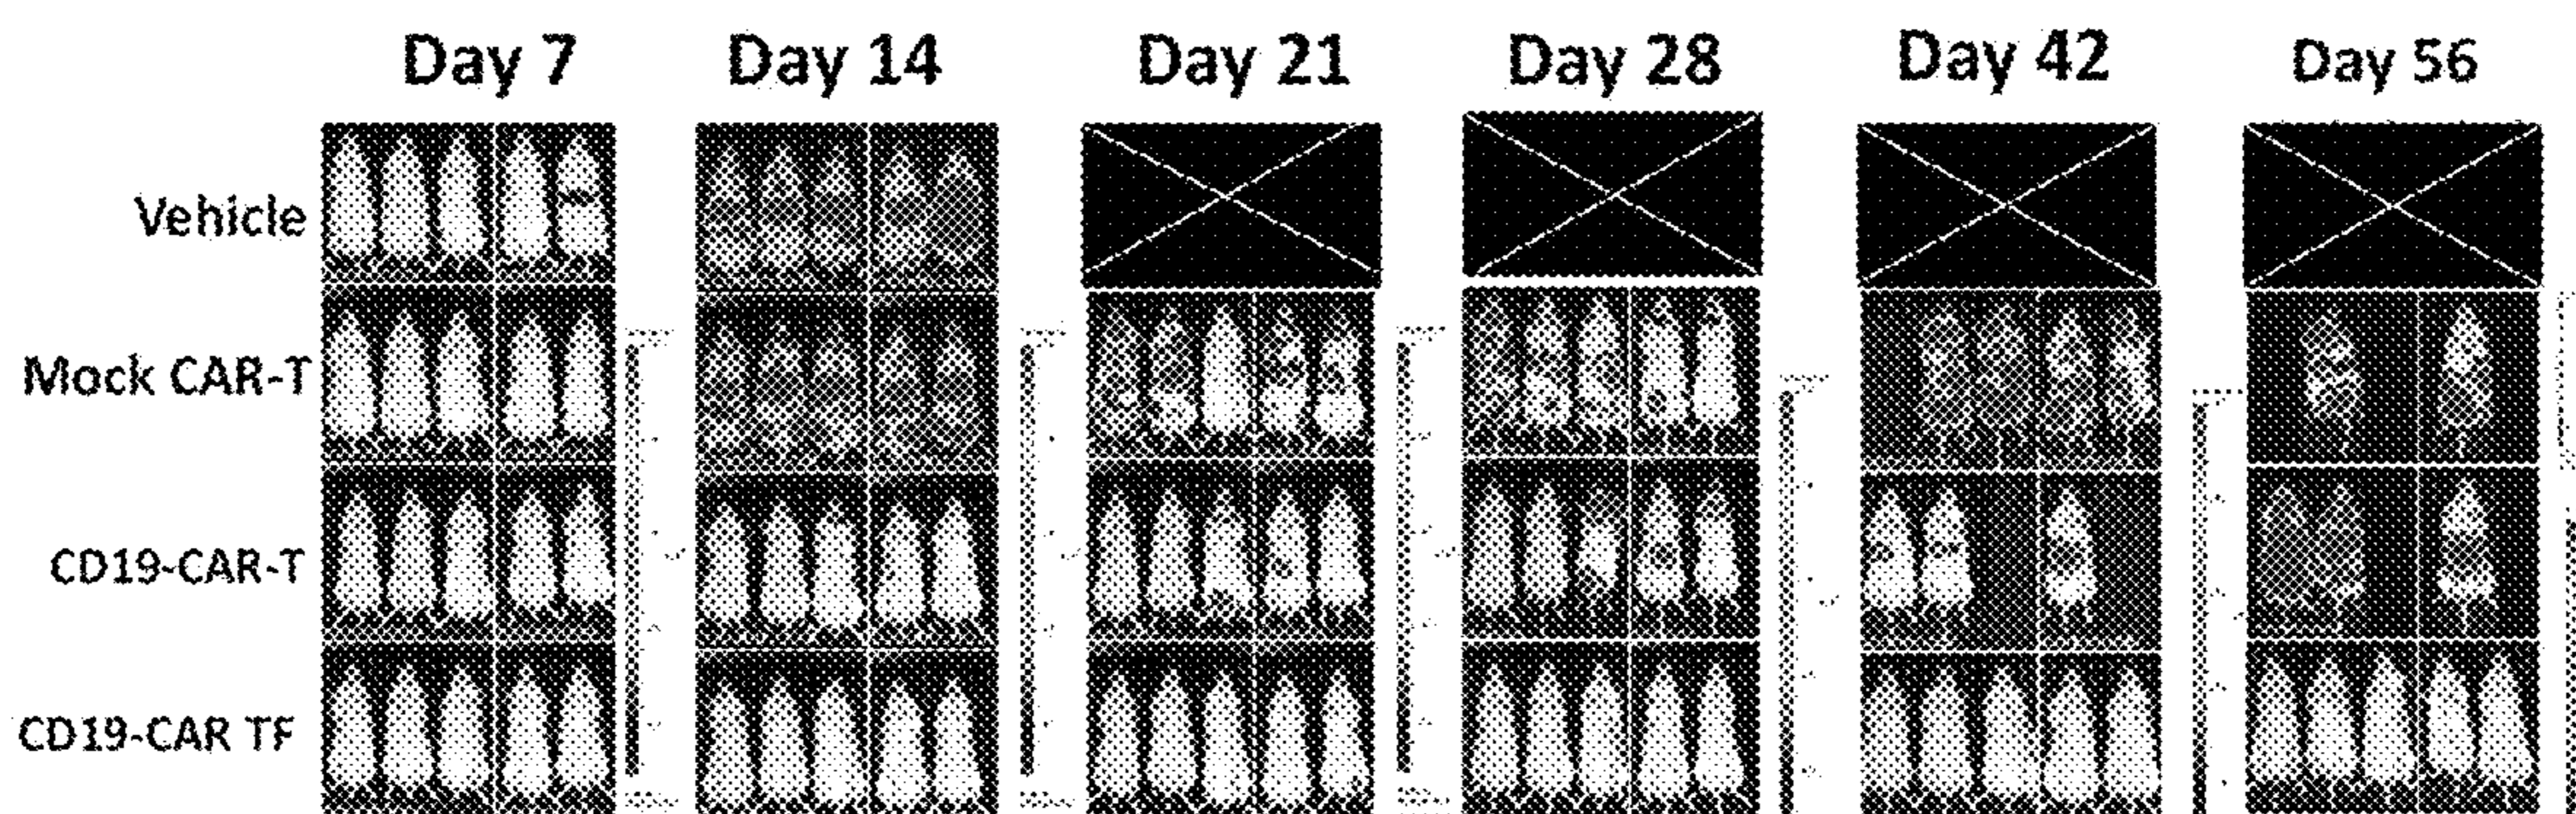 Day 7 Day 14 Day 21 Day 28 Day 42 Day 56
Vehicle
Mock CAR-T
CD19-CAR-T
CD19-CAR TF